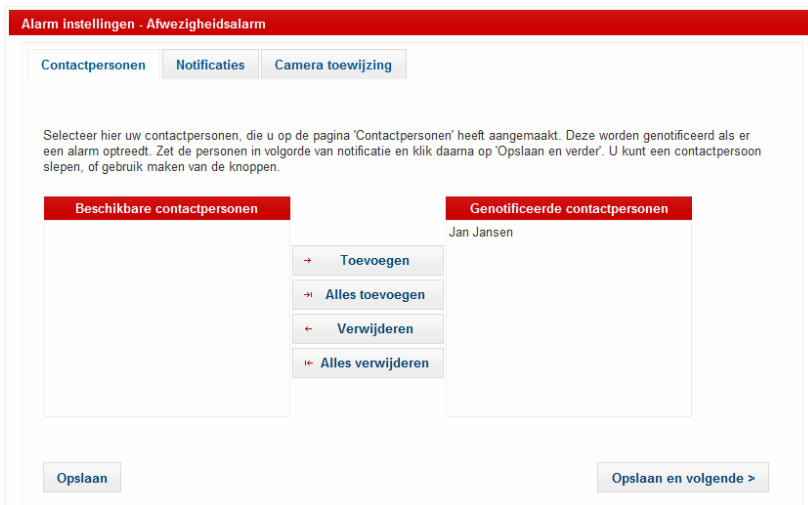 Alarm instellingen - Afwezigheidsalarm
Contactpersonen
Notificaties
Camera toewijzing
Selecteer hier uw contactpersonen, die u op de pagina 'Contactpersonen' heeft aangemaakt. Deze worden genotificeerd als er
een alarm optreedt. Zet de personen in volgorde van notificatie en klik daarna op 'Opslaan en verder'. U kunt een contactpersoon
slepen, of gebruik maken van de knoppen.
Beschikbare contactpersonen
Genotificeerde contactpersonen
Jan Jansen
Toevoegen
Alles toevoegen
Verwijderen
Alles verwijderen
Opslaan
Opslaan en volgende >